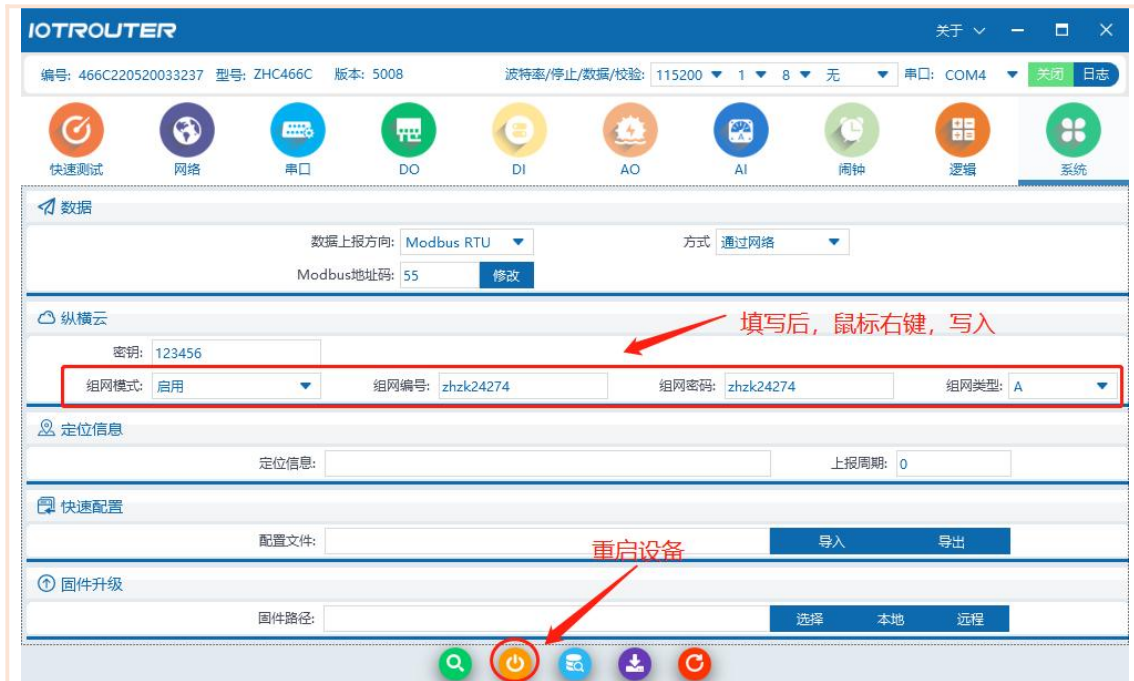 IOTROUTER 关于
编号: 466C220520033237 型号: ZHC466C 版本: 5008 波特率/停止/数据/校验: 115200 1 8 无 串口: COM4 关闭 日志
快速测试 网络 串口 DO DI AO AI 闹钟 逻辑 系统
数据
数据上报方向: Modbus RTU 方式 通过网络
Modbus地址码: 55 修改
纵横云
填写后，鼠标右键，写入
密钥: 123456
组网模式: 启用 组网编号: zhzk24274 组网密码: zhzk24274 组网类型: A
定位信息
定位信息: 上报周期: 0
快速配置
配置文件: 导入 导出
重启设备
固件升级
固件路径: 选择 本地 远程